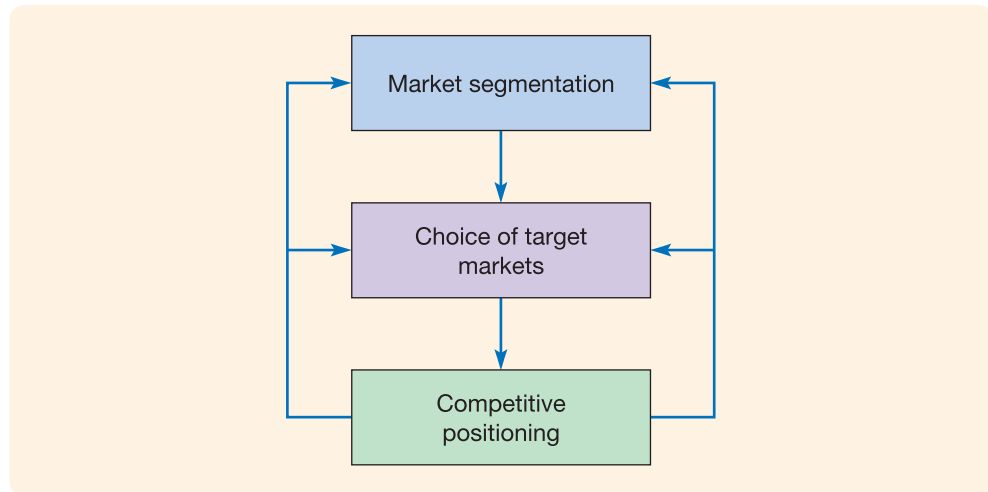 Market segmentation
Choice of target
markets
Competitive
positioning